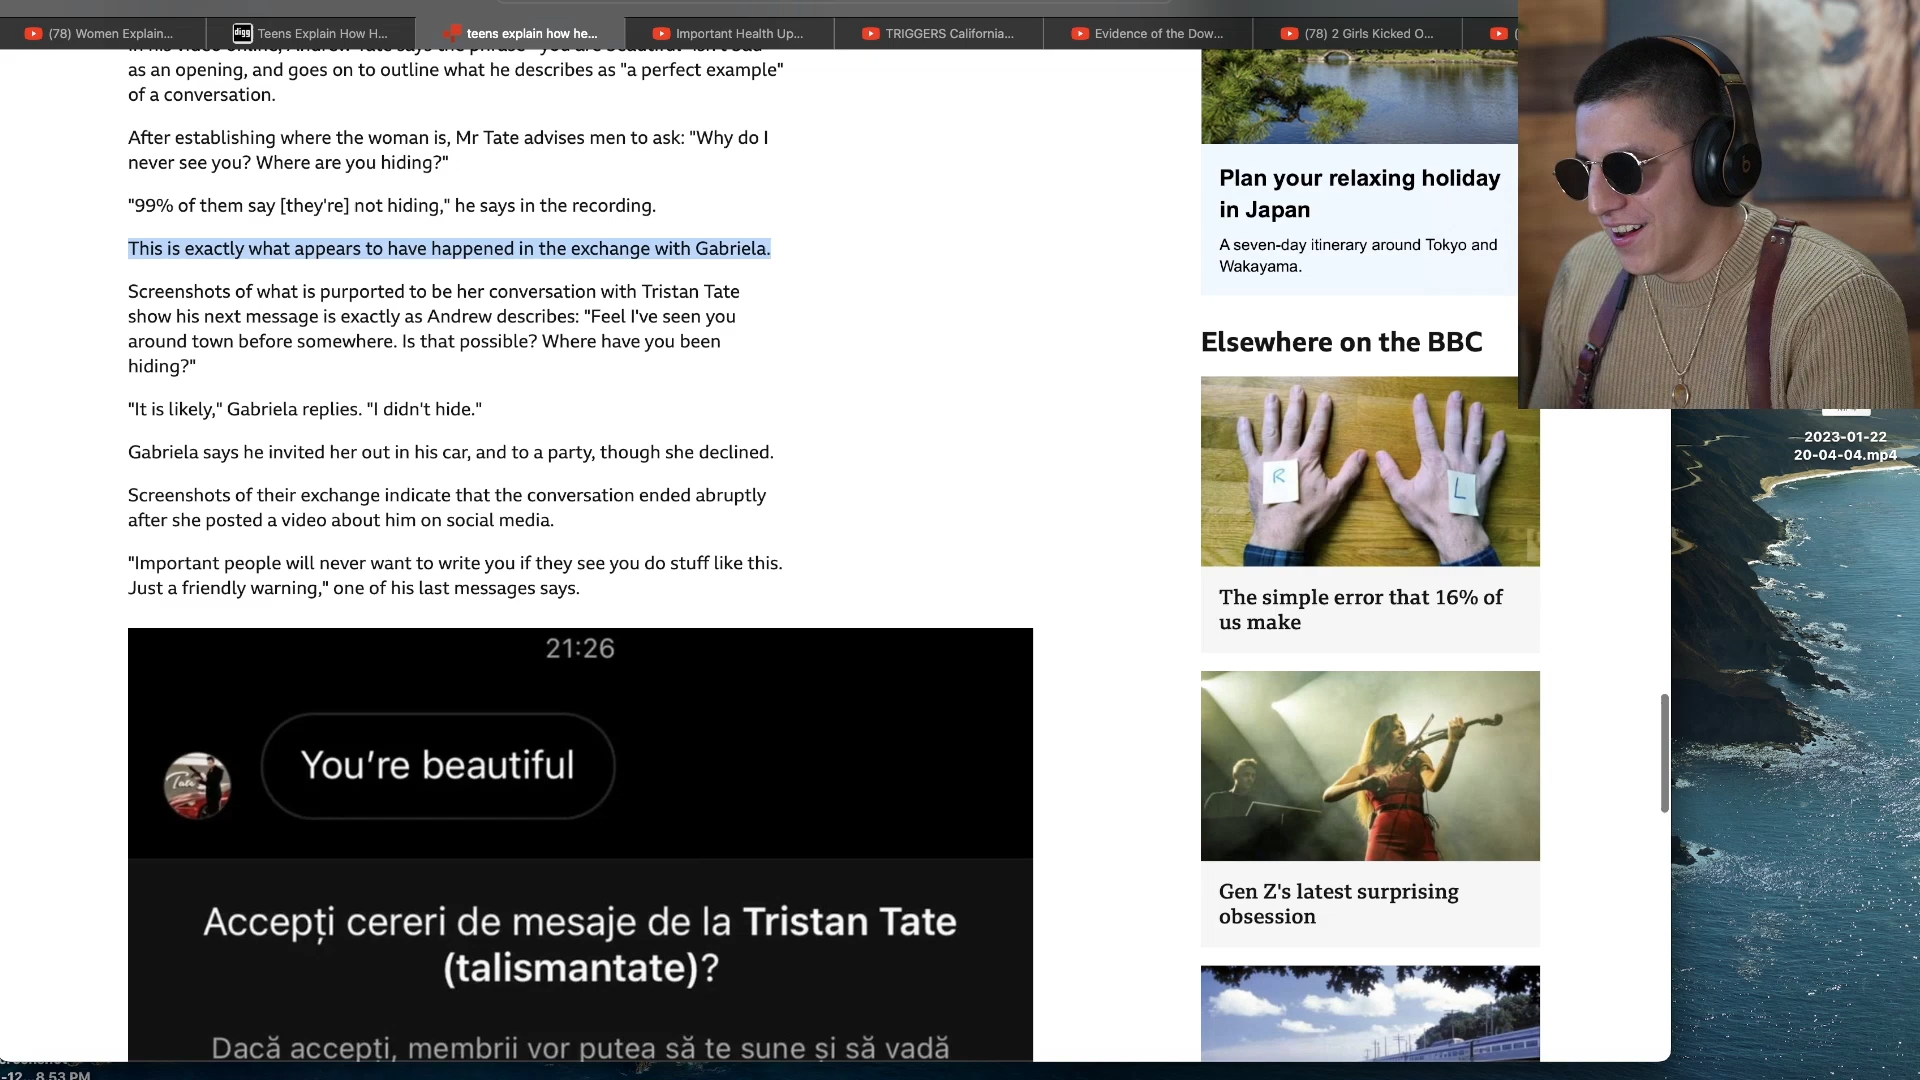 (78) Women Explain...
Teens Explain How H...
teens explain how he...
Important Health Up...
TRIGGERS California...
Evidence of the Dow...
(78) 2 Girls Kicked O...
as an opening, and goes on to outline what he describes as "a perfect example"
of a conversation.
After establishing where the woman is, Mr Tate advises men to ask: "Why do I
never see you? Where are you hiding?"
"99% of them say [they're] not hiding," he says in the recording.
This is exactly what appears to have happened in the exchange with Gabriela.
Screenshots of what is purported to be her conversation with Tristan Tate
show his next message is exactly as Andrew describes: "Feel I've seen you
around town before somewhere. Is that possible? Where have you been
hiding?"
"It is likely," Gabriela replies. "I didn't hide."
Gabriela says he invited her out in his car, and to a party, though she declined.
Screenshots of their exchange indicate that the conversation ended abruptly
after she posted a video about him on social media.
"Important people will never want to write you if they see you do stuff like this.
Just a friendly warning," one of his last messages says.
21:26
You're beautiful
Tate
Accepți cereri de mesaje de la Tristan Tate
(talismantate)?
Dacă accepți, membrii vor putea să te sune și să vadă
Plan your relaxing holiday
in Japan
A seven-day itinerary around Tokyo and
Wakayama.
Elsewhere on the BBC
R
L
The simple error that 16% of
us make
Gen Z's latest surprising
obsession
2023-01-22
20-04-04.mp4
-12...8.53 PM